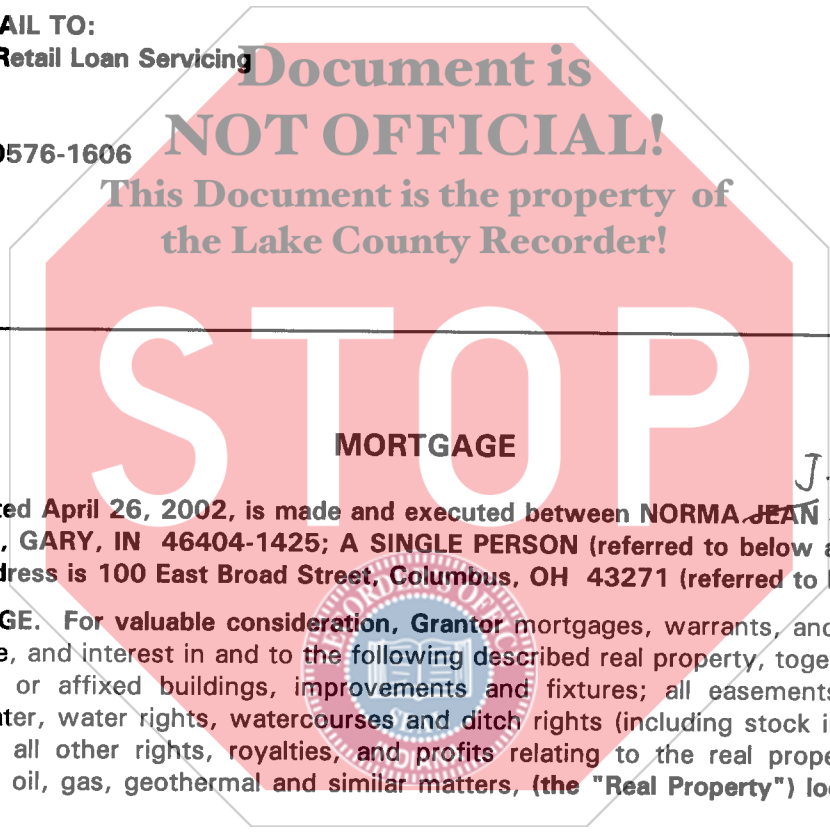 AIL TO:
Retail Loan Servicing
0576-1606
Document is
NOT OFFICIAL!
This Document is the property of
the Lake County Recorder!
STOP
MORTGAGE
J.
ted April 26, 2002, is made and executed between NORMA JEAN
, GARY, IN 46404-1425; A SINGLE PERSON (referred to below a
dress is 100 East Broad Street, Columbus, OH 43271 (referred to
GE. For valuable consideration, Grantor mortgages, warrants, and
e, and interest in and to the following described real property, toge
or affixed buildings, improvements and fixtures; all easements
ater, water rights, watercourses and ditch rights (including stock i
all other rights, royalties, and profits relating to the real prope
oil, gas, geothermal and similar matters, (the "Real Property") lo